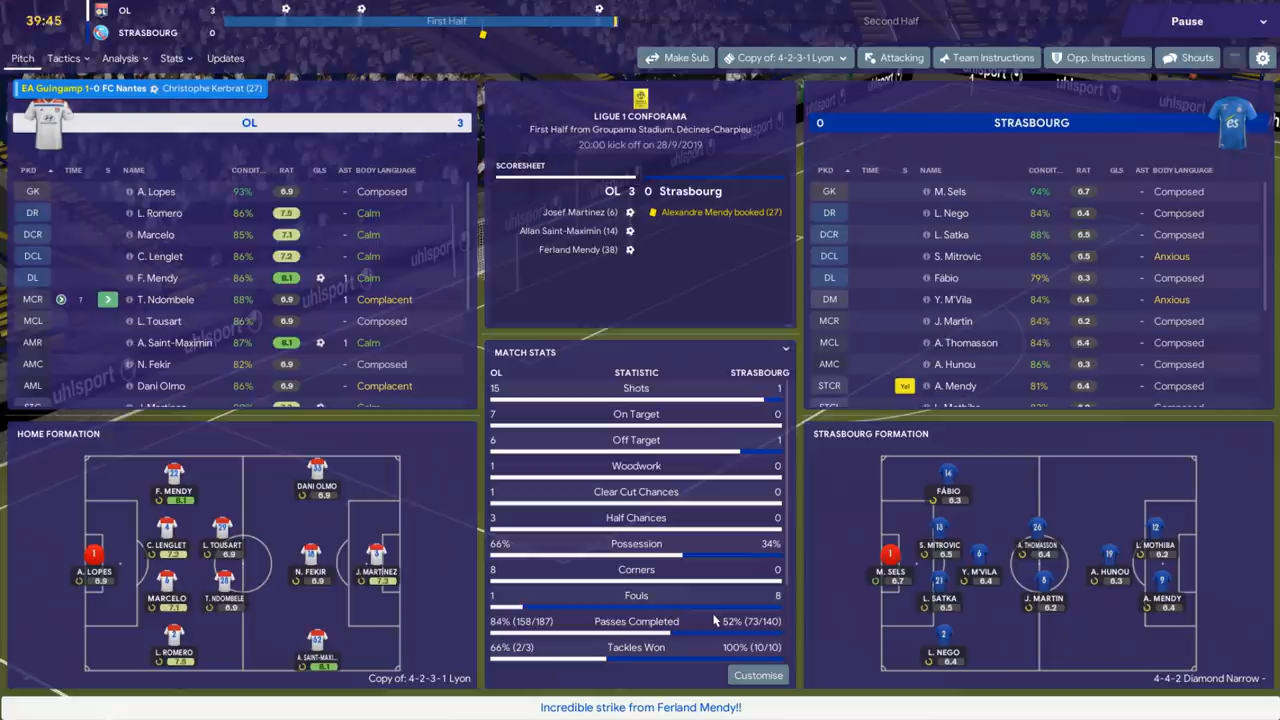 39:45
OL 3
STRASBOURG 0
First Half
Second Half
Pause
Pitch Tactics Analysis Stats Updates
Make Sub Copy of: 4-2-3-1 Lyon Attacking Team Instructions Opp. Instructions Shouts
EA Guingamp 1-0 FC Nantes Christophe Kerbrat (27)
OL 3
PKD TIME S NAME CONDIT... RAT GLS AST BODY LANGUAGE
GK A. Lopes 93% 6.9 - Composed
DR L. Romero 86% 7.5 - Calm
DCR Marcelo 85% 7.1 - Calm
DCL C. Lenglet 86% 7.2 - Calm
DL F. Mendy 86% 8.1 1 Calm
MCR 7 T. Ndombele 88% 6.9 1 Complacent
MCL L. Tousart 86% 6.9 - Composed
AMR A. Saint-Maximin 87% 8.1 1 Calm
AMC N. Fekir 82% 6.9 - Composed
AML Dani Olmo 86% 6.9 - Complacent
LIGUE 1 CONFORAMA
First Half from Groupama Stadium, Décines-Charpieu
20:00 kick off on 28/9/2019
SCORESHEET
OL 3 0 Strasbourg
Josef Martinez (6) Alexandre Mendy booked (27)
Allan Saint-Maximin (14)
Ferland Mendy (38)
0 STRASBOURG
PKD TIME S NAME CONDIT... RAT GLS AST BODY LANGUAGE
GK M. Sels 94% 6.7 - Composed
DR L. Nego 84% 6.4 - Composed
DCR L. Satka 88% 6.5 - Composed
DCL S. Mitrovic 85% 6.5 - Anxious
DL Fábio 79% 6.3 - Composed
DM Y. M'Vila 84% 6.4 - Anxious
MCR J. Martin 84% 6.2 - Composed
MCL A. Thomasson 84% 6.4 - Composed
AMC A. Hunou 86% 6.3 - Composed
STCR Yel A. Mendy 81% 6.4 - Composed
MATCH STATS
OL STATISTIC STRASBOURG
15 Shots 1
7 On Target 0
6 Off Target 1
1 Woodwork 0
1 Clear Cut Chances 0
3 Half Chances 0
66% Possession 34%
8 Corners 0
1 Fouls 8
84% (158/187) Passes Completed 52% (73/140)
66% (2/3) Tackles Won 100% (10/10)
Customise
HOME FORMATION
F. MENDY 8.1
DANI OLMO 6.9
C. LENGLET 7.2
L. TOUSART 6.9
A. LOPES 6.9
N. FEKIR 6.9
J. MARTINEZ 7.3
MARCELO 7.1
T. NDOMBELE 6.9
L. ROMERO 7.5
A. SAINT-MAXI... 8.1
Copy of: 4-2-3-1 Lyon
STRASBOURG FORMATION
FÁBIO 6.3
S. MITROVIC 6.5
A. THOMASSON 6.4
L. MOTHIBA 6.2
M. SELS 6.7
Y. M'VILA 6.4
A. HUNOU 6.3
L. SATKA 6.5
J. MARTIN 6.2
A. MENDY 6.4
L. NEGO 6.4
4-4-2 Diamond Narrow -
Incredible strike from Ferland Mendy!!